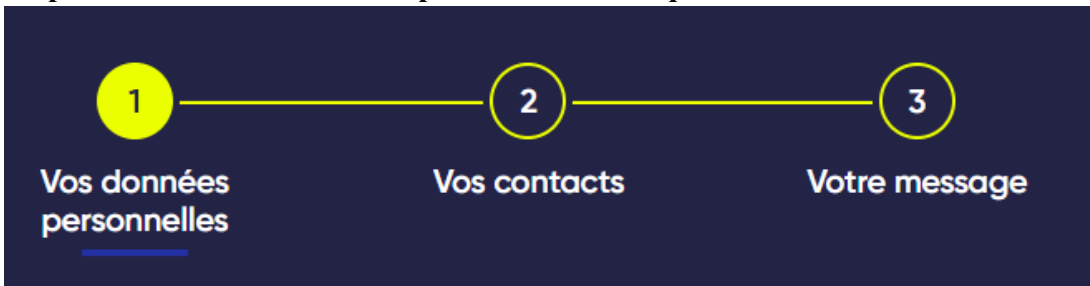 1
2
3
Vos données
personnelles
Vos contacts
Votre message